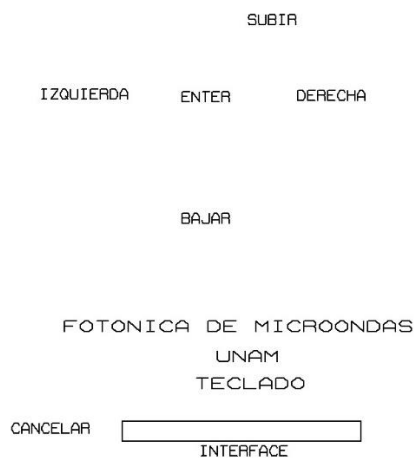 SUBIR
IZQUIERDA ENTER DERECHA
BAJAR
FOTONICA DE MICROONDAS
UNAM
TECLADO
CANCELAR
INTERFACE